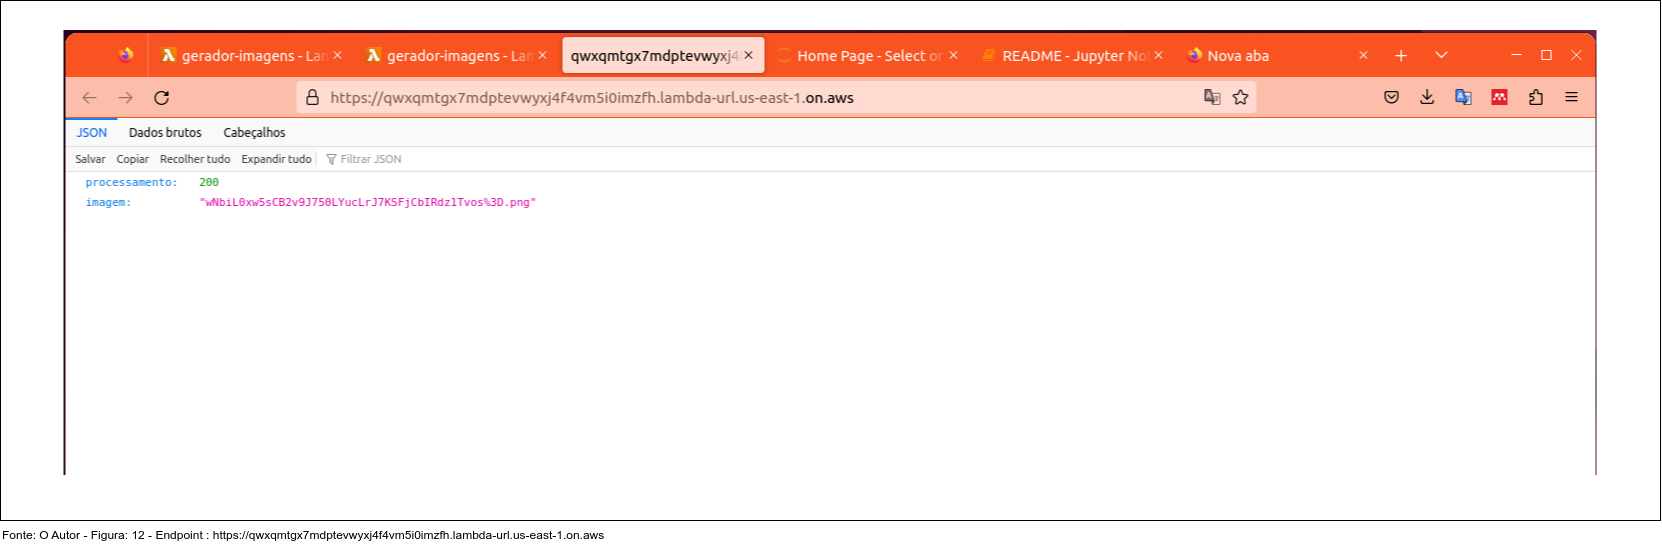 gerador-imagens - Lan gerador-imagens - Lan qwxqmtgx7mdptevwyxj4f Home Page - Select or README - Jupyter Not Nova aba
https://qwxqmtgx7mdptevwyxj4f4vm5i0imzfh.lambda-url.us-east-1.on.aws
JSON Dados brutos Cabeçalhos
Salvar Copiar Recolher tudo Expandir tudo Filtrar JSON
processamento: 200
imagem: "wNbiL0xw5sCB2v9J750LYucLrJ7KSFjCbIRdz1Tvos%3D.png"
Fonte: O Autor - Figura: 12 - Endpoint : https://qwxqmtgx7mdptevwyxj4f4vm5i0imzfh.lambda-url.us-east-1.on.aws